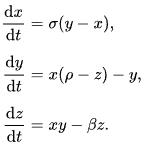 dx/dt = σ(y − x),
dy/dt = x(ρ − z) − y,
dz/dt = xy − βz.